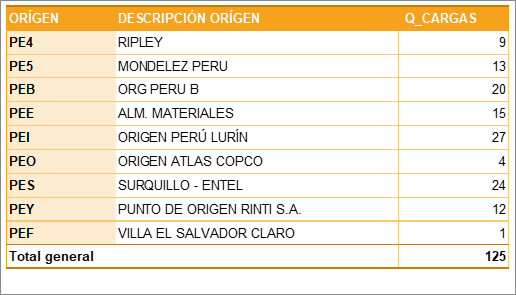 ORÍGEN DESCRIPCIÓN ORÍGEN Q_CARGAS
PE4 RIPLEY 9
PE5 MONDELEZ PERU 13
PEB ORG PERU B 20
PEE ALM. MATERIALES 15
PEI ORIGEN PERÚ LURÍN 27
PEO ORIGEN ATLAS COPCO 4
PES SURQUILLO - ENTEL 24
PEY PUNTO DE ORIGEN RINTI S.A. 12
PEF VILLA EL SALVADOR CLARO 1
Total general 125